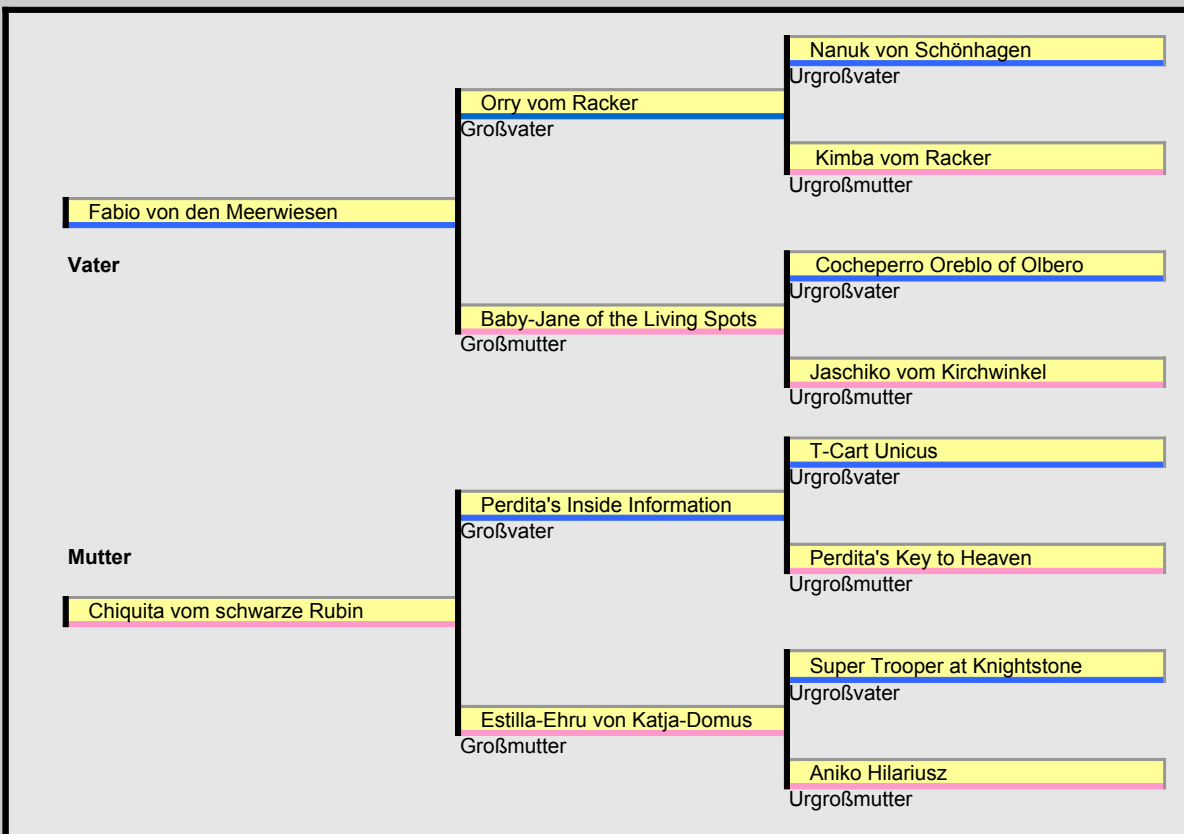 Nanuk von Schönhagen
Urgroßvater
Orry vom Racker
Großvater
Kimba vom Racker
Urgroßmutter
Fabio von den Meerwiesen
Vater
Cocheperro Oreblo of Olbero
Urgroßvater
Baby-Jane of the Living Spots
Großmutter
Jaschiko vom Kirchwinkel
Urgroßmutter
T-Cart Unicus
Urgroßvater
Perdita's Inside Information
Großvater
Mutter
Perdita's Key to Heaven
Urgroßmutter
Chiquita vom schwarze Rubin
Super Trooper at Knightstone
Urgroßvater
Estilla-Ehru von Katja-Domus
Großmutter
Aniko Hilariusz
Urgroßmutter